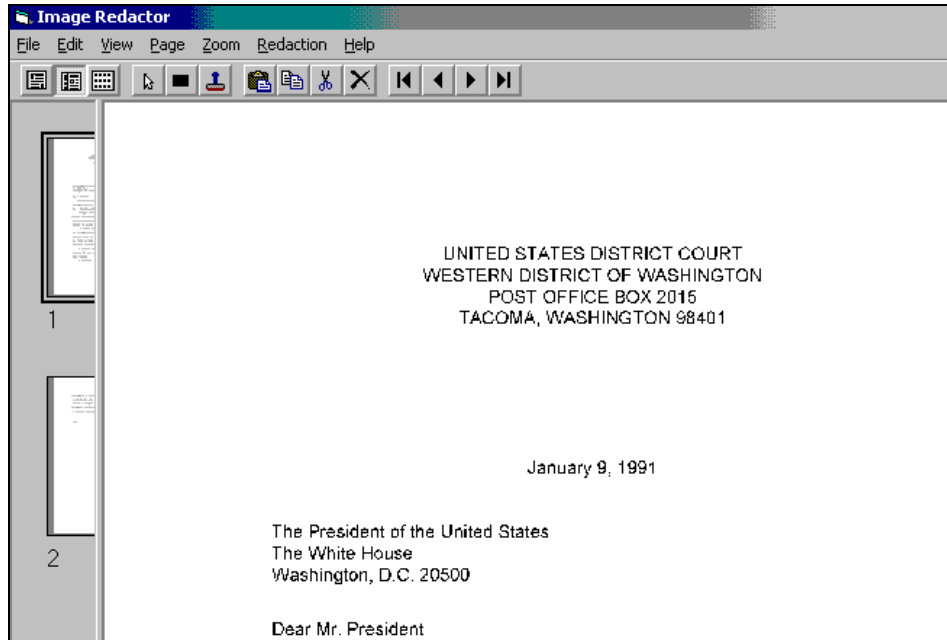 Image Redactor
File Edit View Page Zoom Redaction Help
1
2
UNITED STATES DISTRICT COURT
WESTERN DISTRICT OF WASHINGTON
POST OFFICE BOX 2015
TACOMA, WASHINGTON 98401
January 9, 1991
The President of the United States
The White House
Washington, D.C. 20500
Dear Mr. President